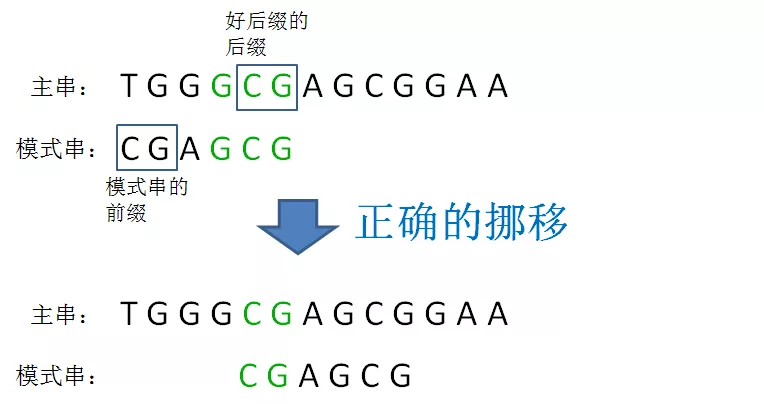 好后缀的
后缀
主串： T G G G C G A G C G G A A
模式串： C G A G C G
模式串的
前缀
正确的挪移
主串： T G G G C G A G C G G A A
模式串： C G A G C G